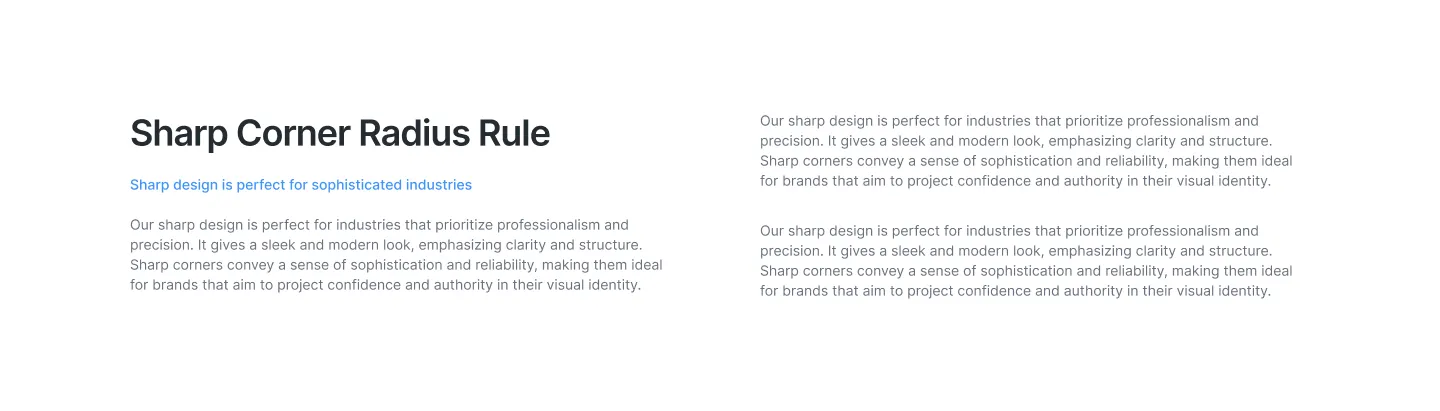 Sharp Corner Radius Rule
Sharp design is perfect for sophisticated industries
Our sharp design is perfect for industries that prioritize professionalism and
precision. It gives a sleek and modern look, emphasizing clarity and structure.
Sharp corners convey a sense of sophistication and reliability, making them ideal
for brands that aim to project confidence and authority in their visual identity.
Our sharp design is perfect for industries that prioritize professionalism and
precision. It gives a sleek and modern look, emphasizing clarity and structure.
Sharp corners convey a sense of sophistication and reliability, making them ideal
for brands that aim to project confidence and authority in their visual identity.
Our sharp design is perfect for industries that prioritize professionalism and
precision. It gives a sleek and modern look, emphasizing clarity and structure.
Sharp corners convey a sense of sophistication and reliability, making them ideal
for brands that aim to project confidence and authority in their visual identity.